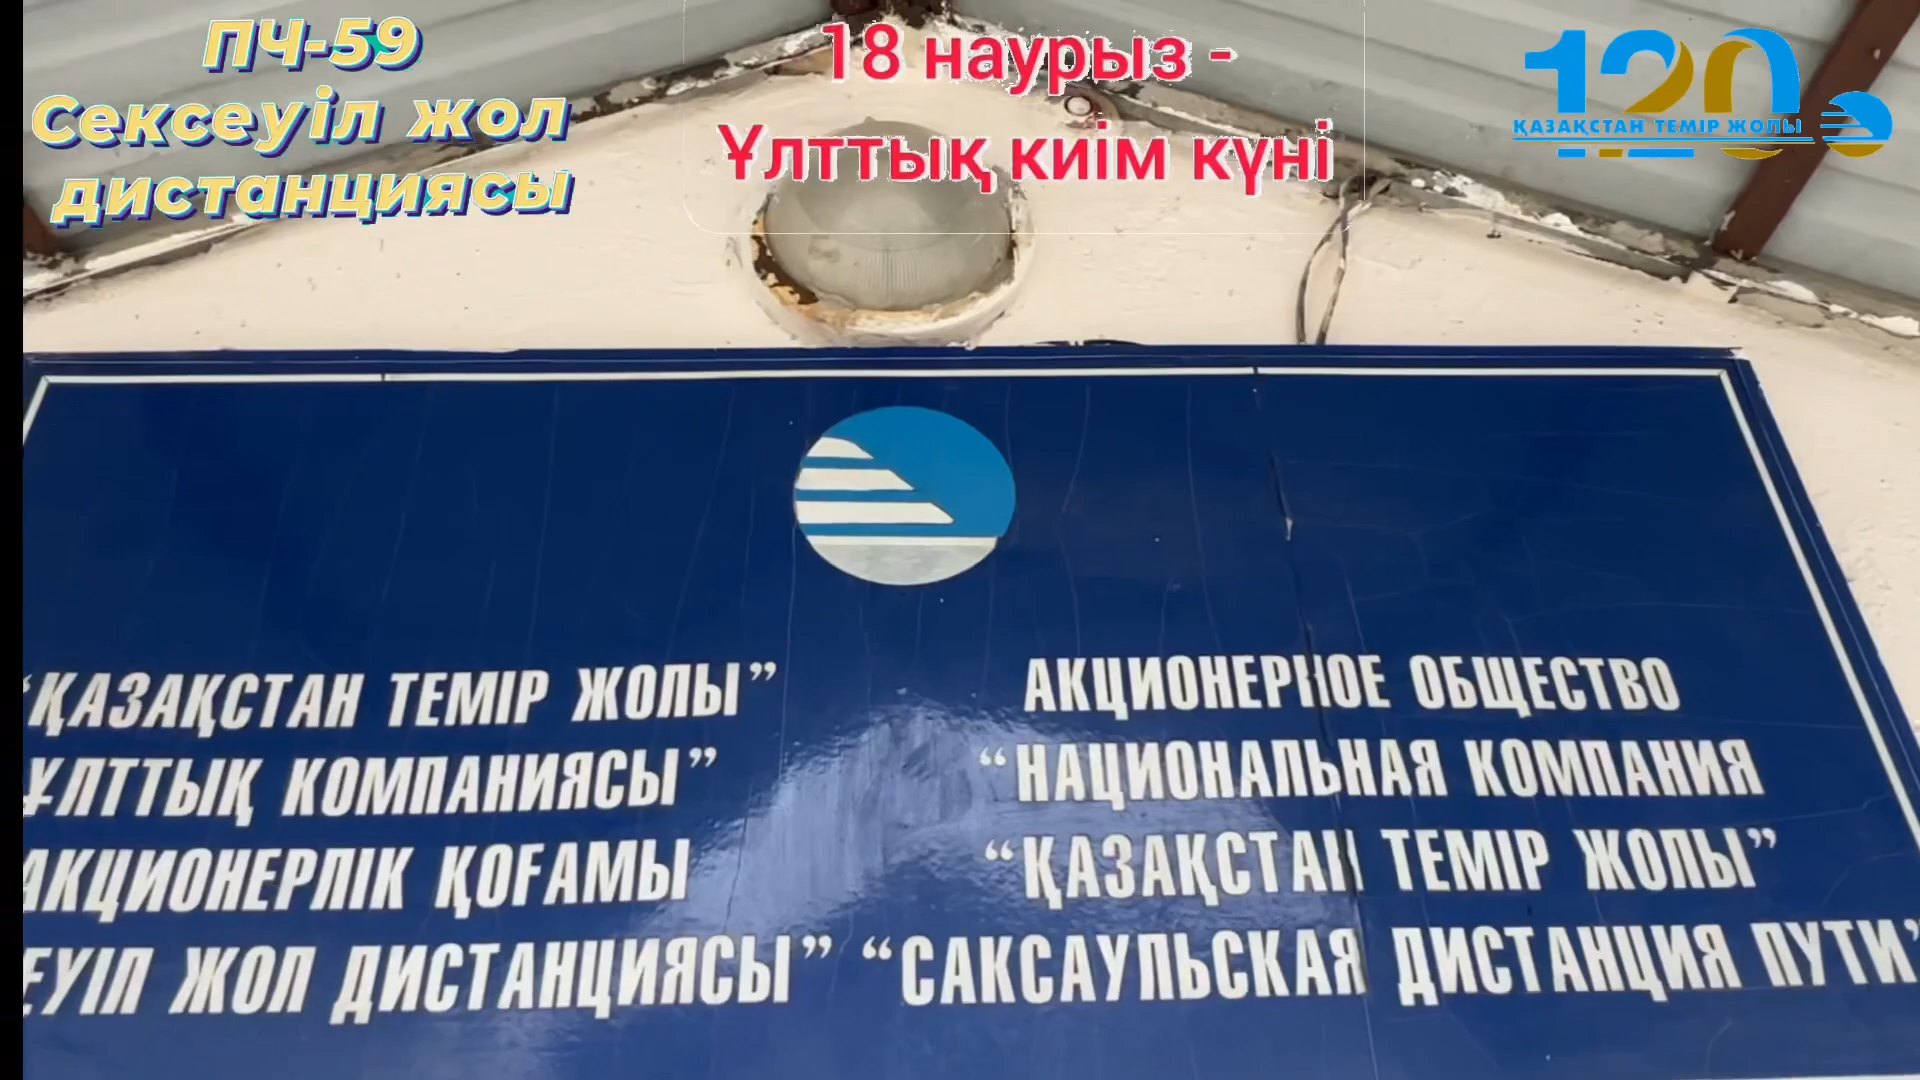 ПЧ-59
Сексеуіл жол
дистанциясы
18 наурыз -
Ұлттық киім күні
120
ҚАЗАҚСТАН ТЕМІР ЖОЛЫ
“ҚАЗАҚСТАН ТЕМІР ЖОЛЫ”
ҰЛТТЫҚ КОМПАНИЯСЫ”
АКЦИОНЕРЛІК ҚОҒАМЫ
ЖОЛ ДИСТАНЦИЯСЫ”
АКЦИОНЕРНОЕ ОБЩЕСТВО
“НАЦИОНАЛЬНАЯ КОМПАНИЯ
“ҚАЗАҚСТАН ТЕМІР ЖОЛЫ”
“САКСАУЛЬСКАЯ ДИСТАНЦИЯ ПУТИ”